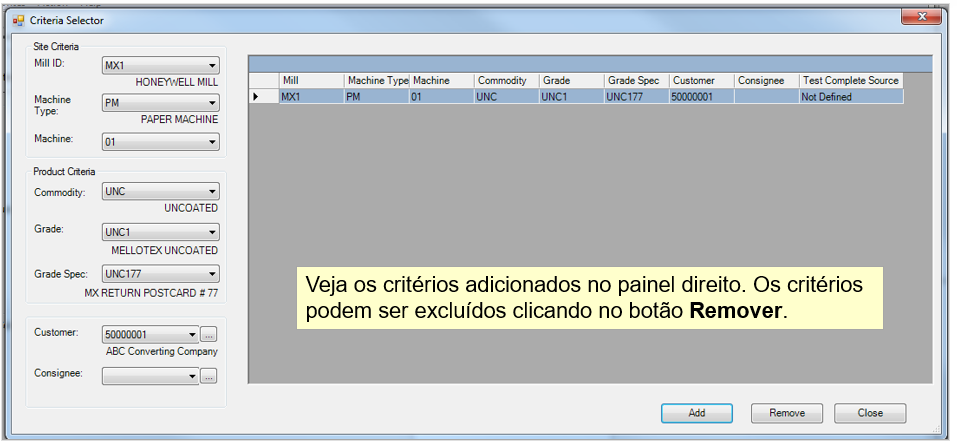 Criteria Selector
Site Criteria
Mill ID: MX1
HONEYWELL MILL
Machine Type: PM
PAPER MACHINE
Machine: 01
Product Criteria
Commodity: UNC
UNCOATED
Grade: UNC1
MELLOTEX UNCOATED
Grade Spec: UNC177
MX RETURN POSTCARD # 77
Customer: 50000001 ...
ABC Converting Company
Consignee: ...
Mill Machine Type Machine Commodity Grade Grade Spec Customer Consignee Test Complete Source
MX1 PM 01 UNC UNC1 UNC177 50000001 Not Defined
Veja os critérios adicionados no painel direito. Os critérios
podem ser excluídos clicando no botão Remover.
Add Remove Close